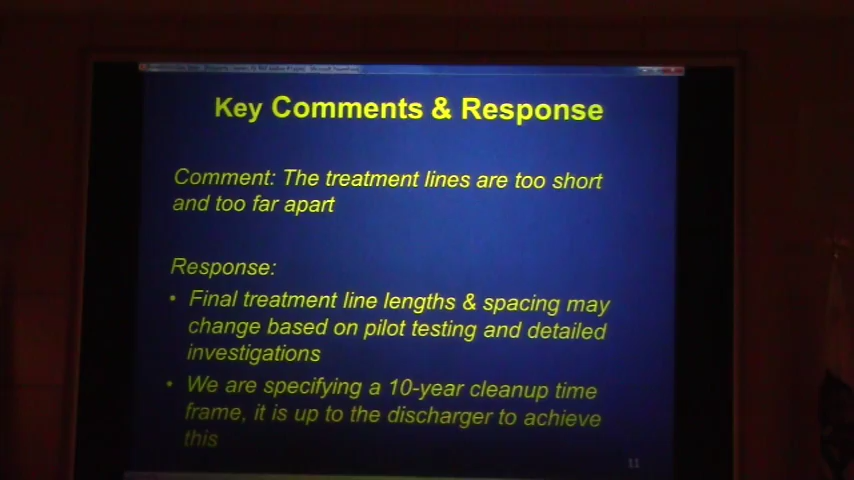 Key Comments & Response
Comment: The treatment lines are too short
and too far apart
Response:
• Final treatment line lengths & spacing may
change based on pilot testing and detailed
investigations
• We are specifying a 10-year cleanup time
frame, it is up to the discharger to achieve
this
11